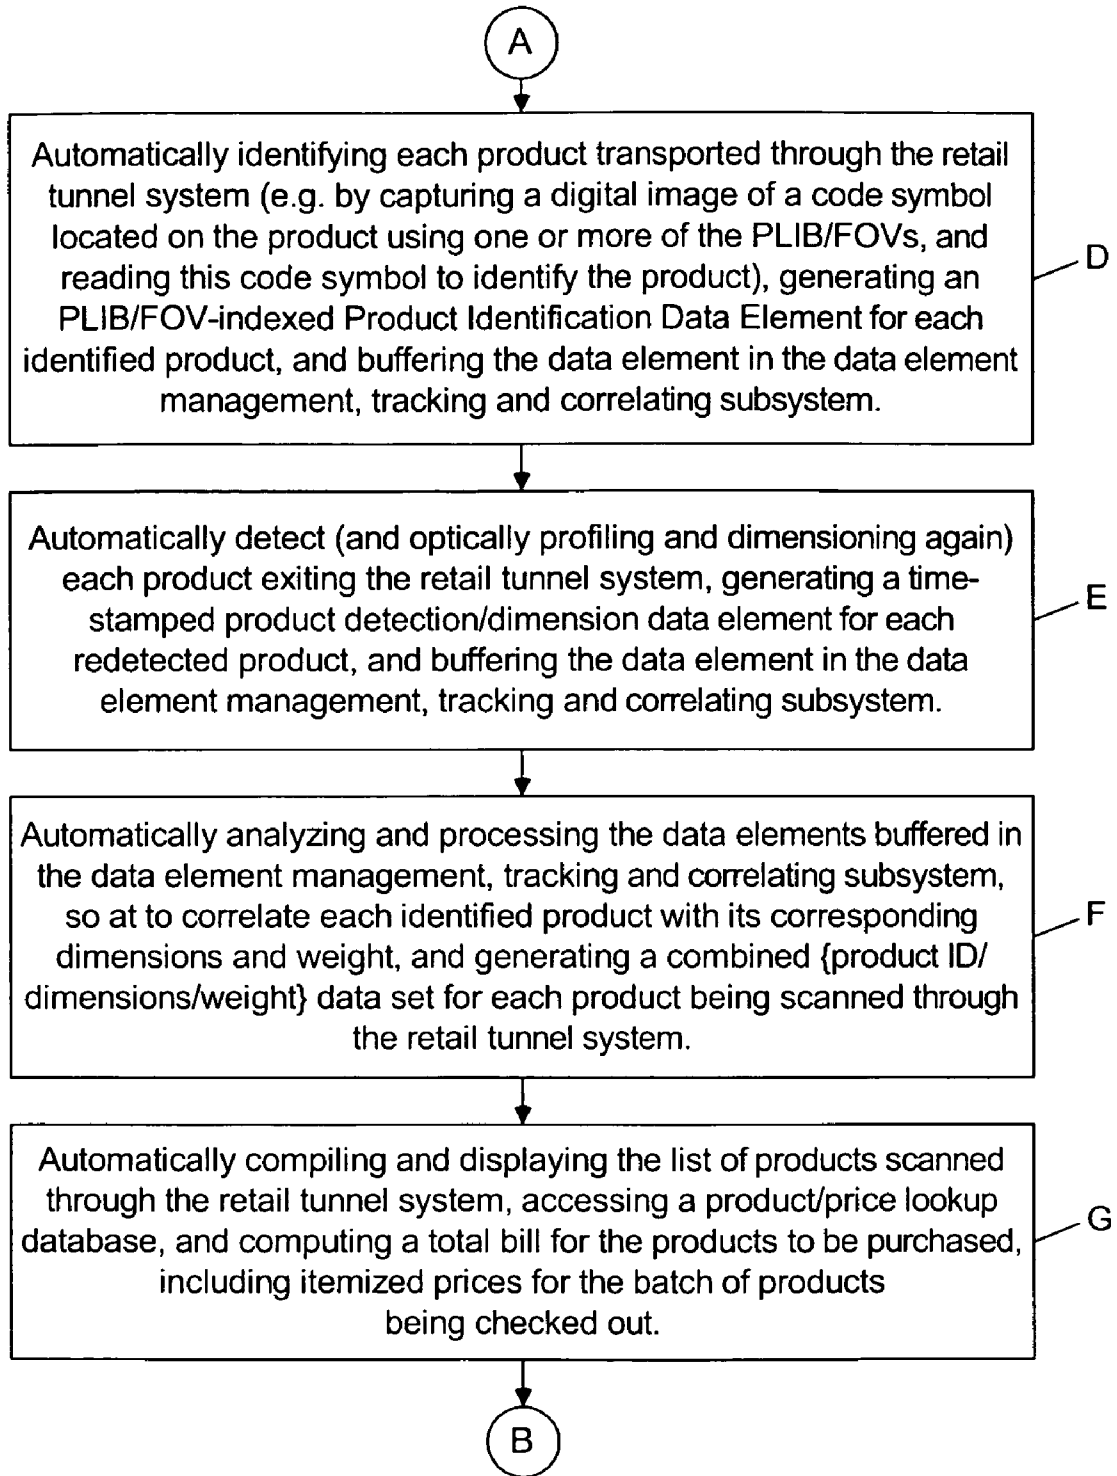 A
Automatically identifying each product transported through the retail
tunnel system (e.g. by capturing a digital image of a code symbol
located on the product using one or more of the PLIB/FOVs, and
reading this code symbol to identify the product), generating an
PLIB/FOV-indexed Product Identification Data Element for each
identified product, and buffering the data element in the data element
management, tracking and correlating subsystem.
D
Automatically detect (and optically profiling and dimensioning again)
each product exiting the retail tunnel system, generating a time-
stamped product detection/dimension data element for each
redetected product, and buffering the data element in the data
element management, tracking and correlating subsystem.
E
Automatically analyzing and processing the data elements buffered in
the data element management, tracking and correlating subsystem,
so at to correlate each identified product with its corresponding
dimensions and weight, and generating a combined {product ID/
dimensions/weight} data set for each product being scanned through
the retail tunnel system.
F
Automatically compiling and displaying the list of products scanned
through the retail tunnel system, accessing a product/price lookup
database, and computing a total bill for the products to be purchased,
including itemized prices for the batch of products
being checked out.
G
B